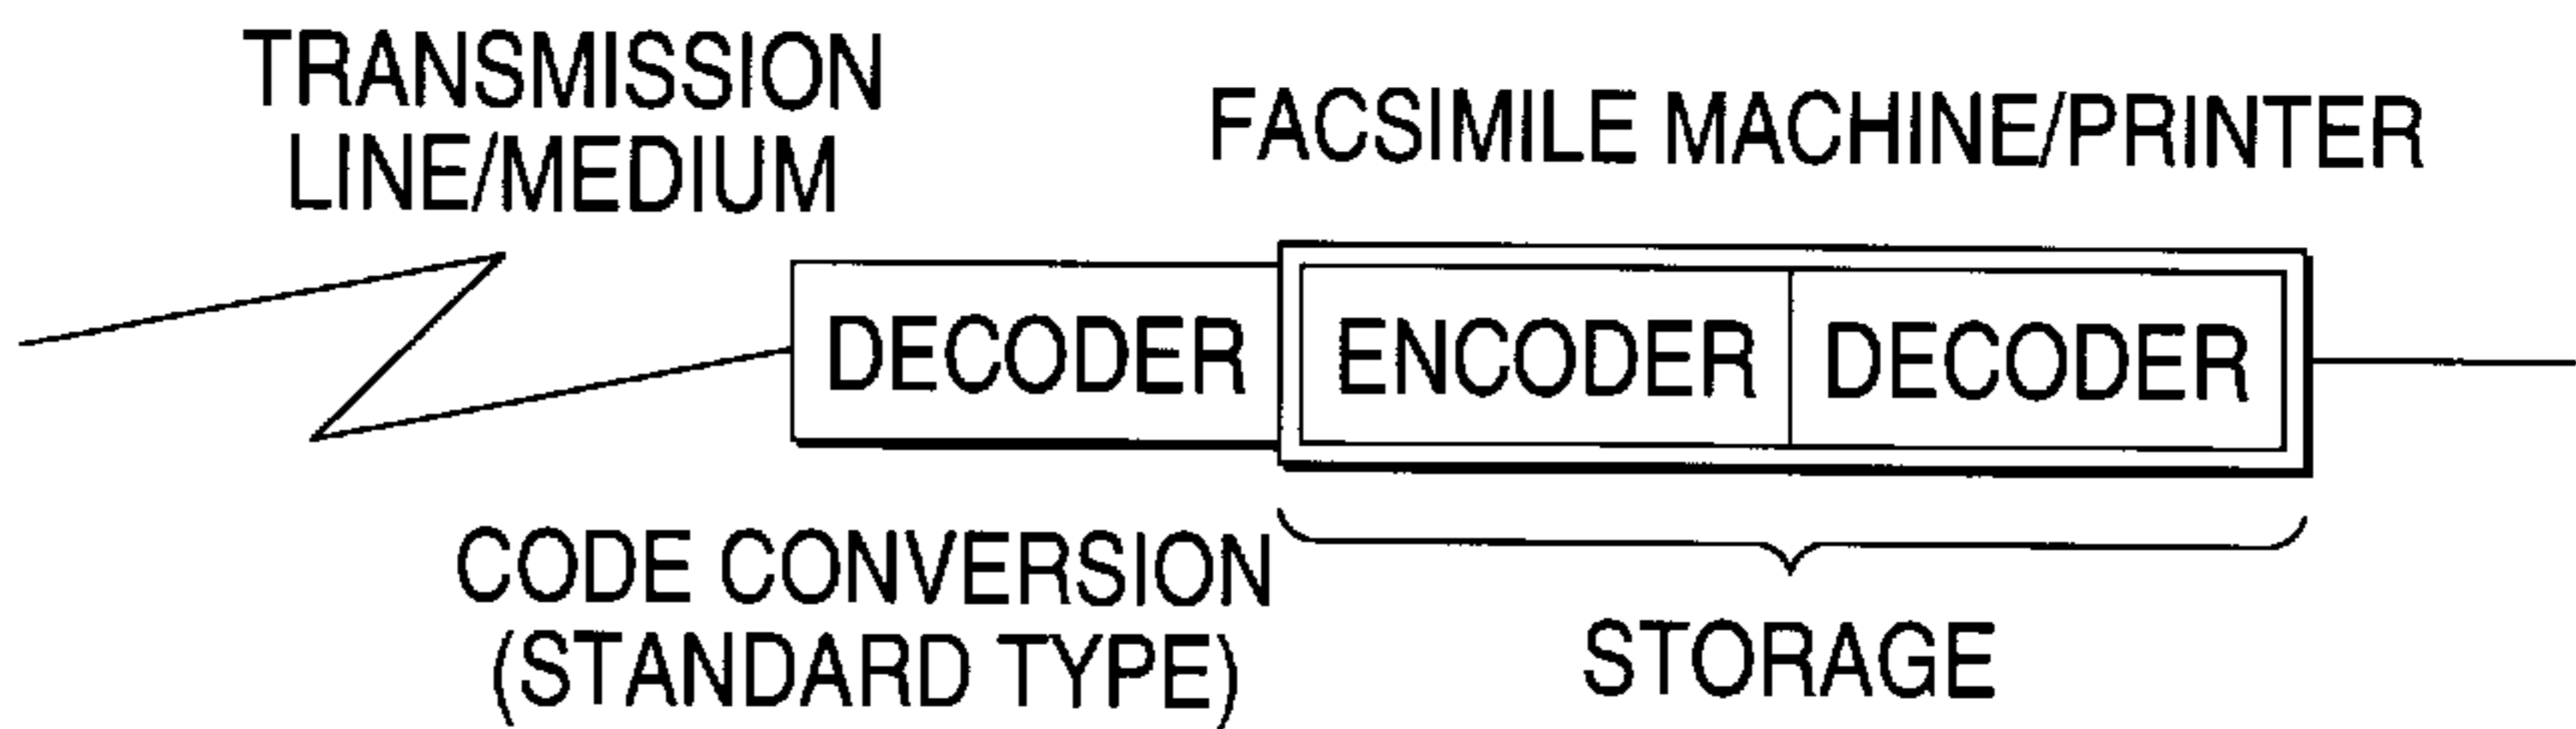 TRANSMISSION
LINE/MEDIUM
FACSIMILE MACHINE/PRINTER
DECODER
ENCODER
DECODER
CODE CONVERSION
(STANDARD TYPE)
STORAGE